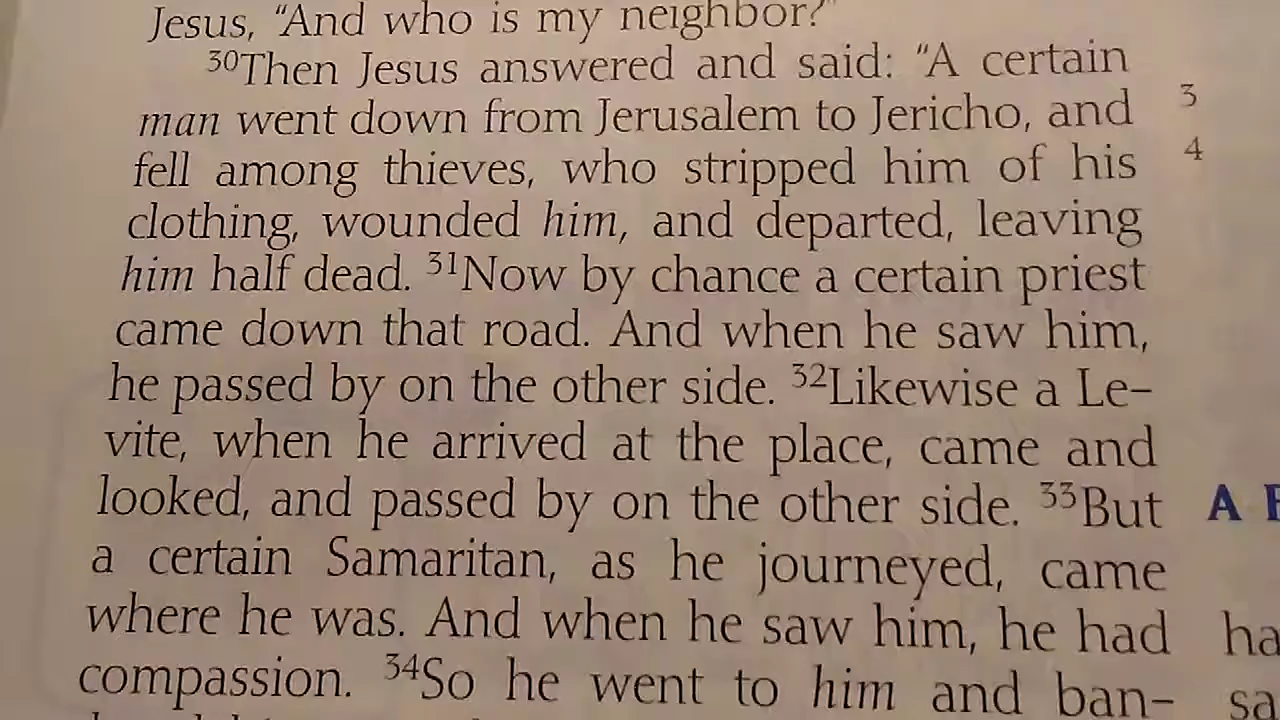 Jesus, “And who is my neighbor?”
30Then Jesus answered and said: “A certain
man went down from Jerusalem to Jericho, and
fell among thieves, who stripped him of his
clothing, wounded him, and departed, leaving
him half dead. 31Now by chance a certain priest
came down that road. And when he saw him,
he passed by on the other side. 32Likewise a Le-
vite, when he arrived at the place, came and
looked, and passed by on the other side. 33But
a certain Samaritan, as he journeyed, came
where he was. And when he saw him, he had
compassion. 34So he went to him and ban-
3
4
A
ha
sa